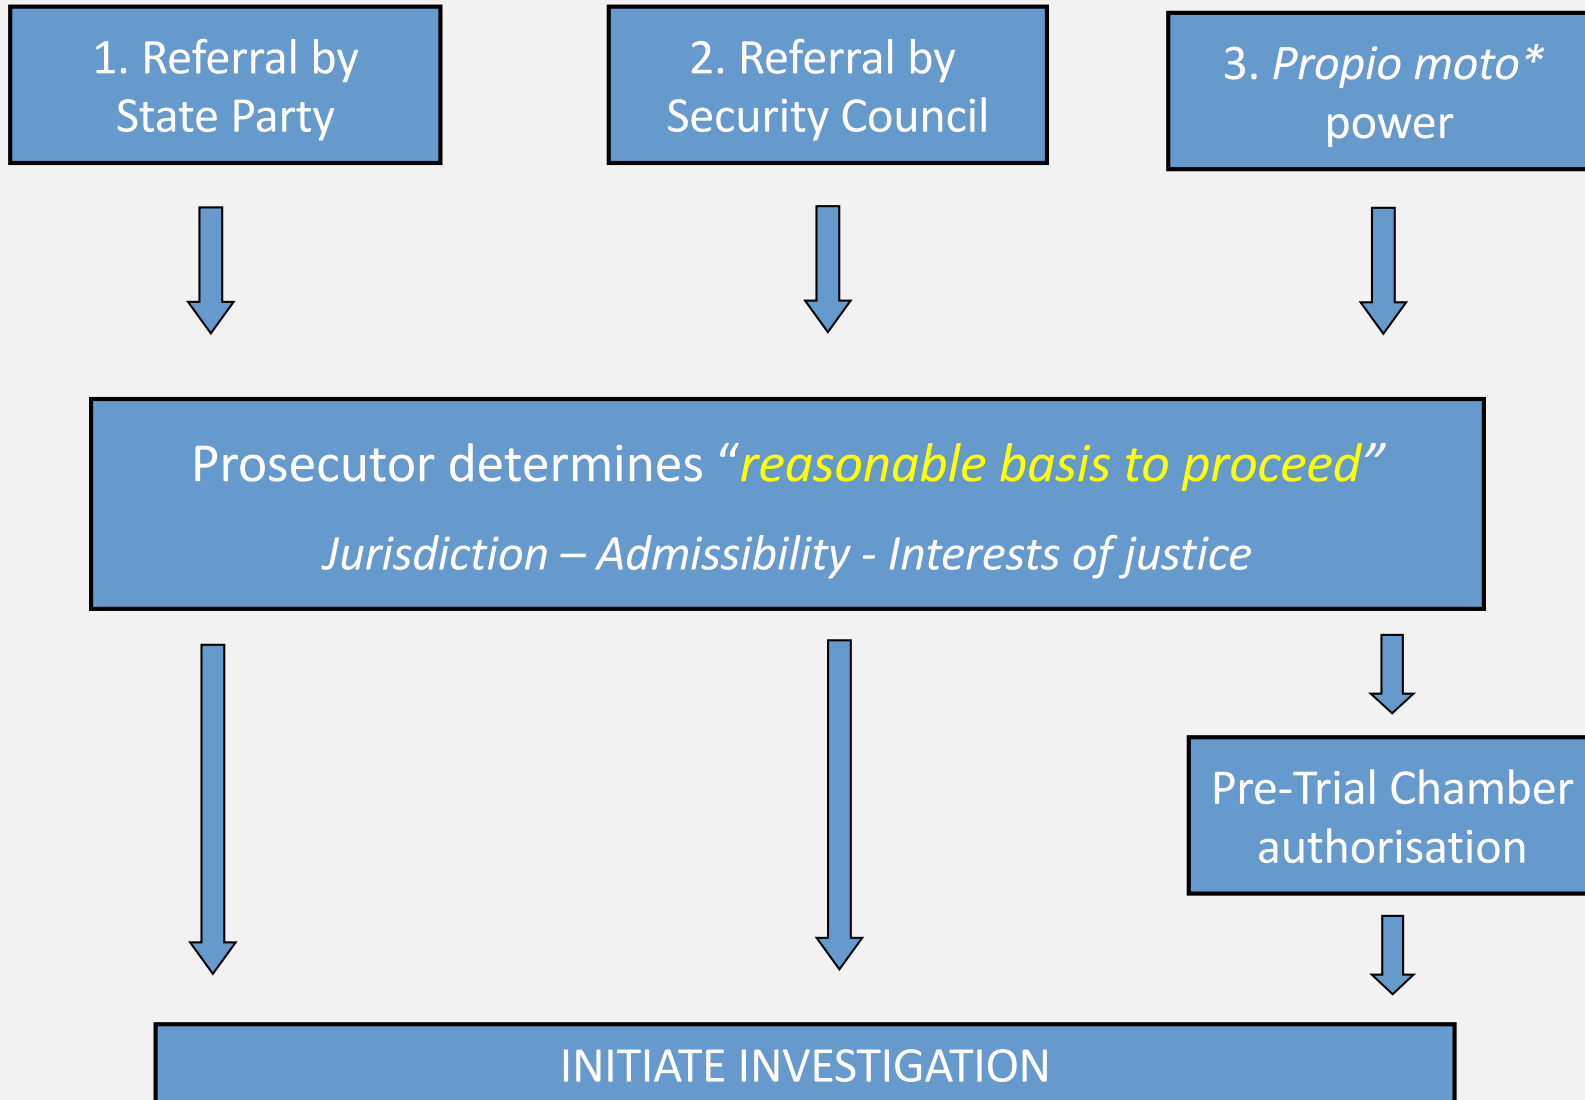 1. Referral by
State Party
2. Referral by
Security Council
3. Propio moto*
power
Prosecutor determines “reasonable basis to proceed”
Jurisdiction – Admissibility - Interests of justice
Pre-Trial Chamber
authorisation
INITIATE INVESTIGATION